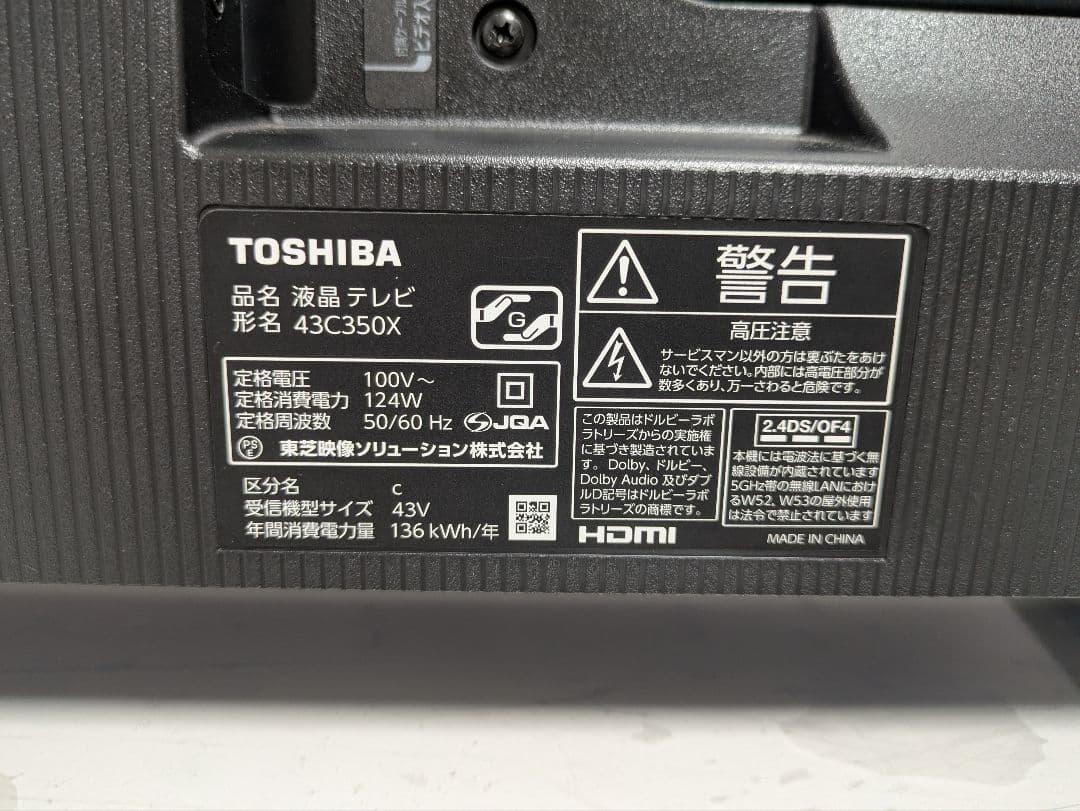 ビデオ入
TOSHIBA
品名 液晶テレビ
形名 43C350X
G
定格電圧 100V～
定格消費電力 124W
定格周波数 50/60 Hz
JQA
PS
E
東芝映像ソリューション株式会社
区分名 c
受信機型サイズ 43V
年間消費電力量 136 kWh/年
警告
高圧注意
サービスマン以外の方は裏ぶたをあけ
ないでください。内部には高電圧部分が
数多くあり、万一さわると危険です。
この製品はドルビーラボ
ラトリーズからの実施権
に基づき製造されていま
す。Dolby、ドルビー、
Dolby Audio 及びダブ
ルD記号はドルビーラボ
ラトリーズの商標です。
2.4DS/OF4
本機には電波法に基づく無
線設備が内蔵されています
5GHz帯の無線LANにおけ
るW52、W53の屋外使用
は法令で禁止されています
HDMI
MADE IN CHINA